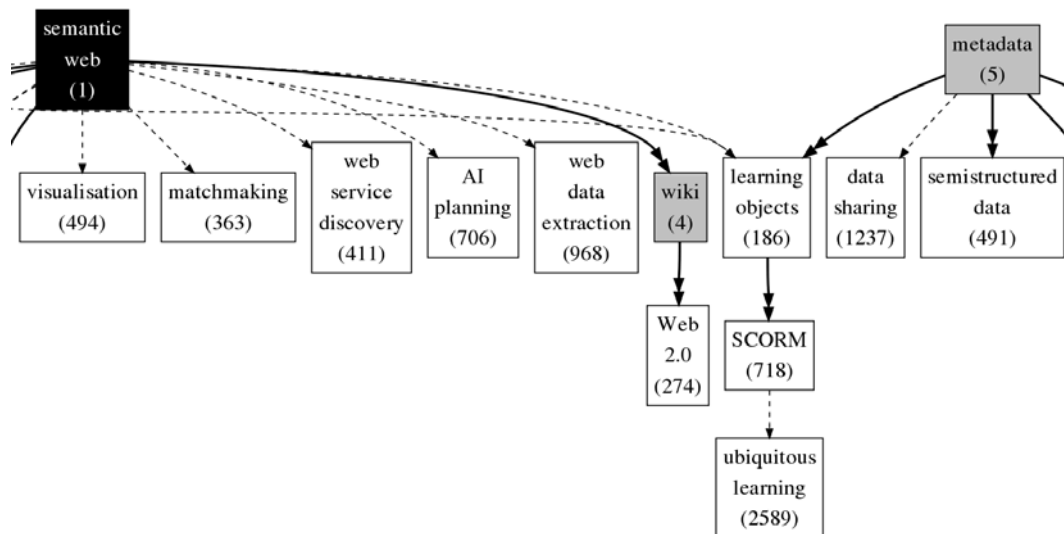 semantic
web
(1)
metadata
(5)
visualisation
(494)
matchmaking
(363)
web
service
discovery
(411)
AI
planning
(706)
web
data
extraction
(968)
wiki
(4)
learning
objects
(186)
data
sharing
(1237)
semistructured
data
(491)
Web
2.0
(274)
SCORM
(718)
ubiquitous
learning
(2589)